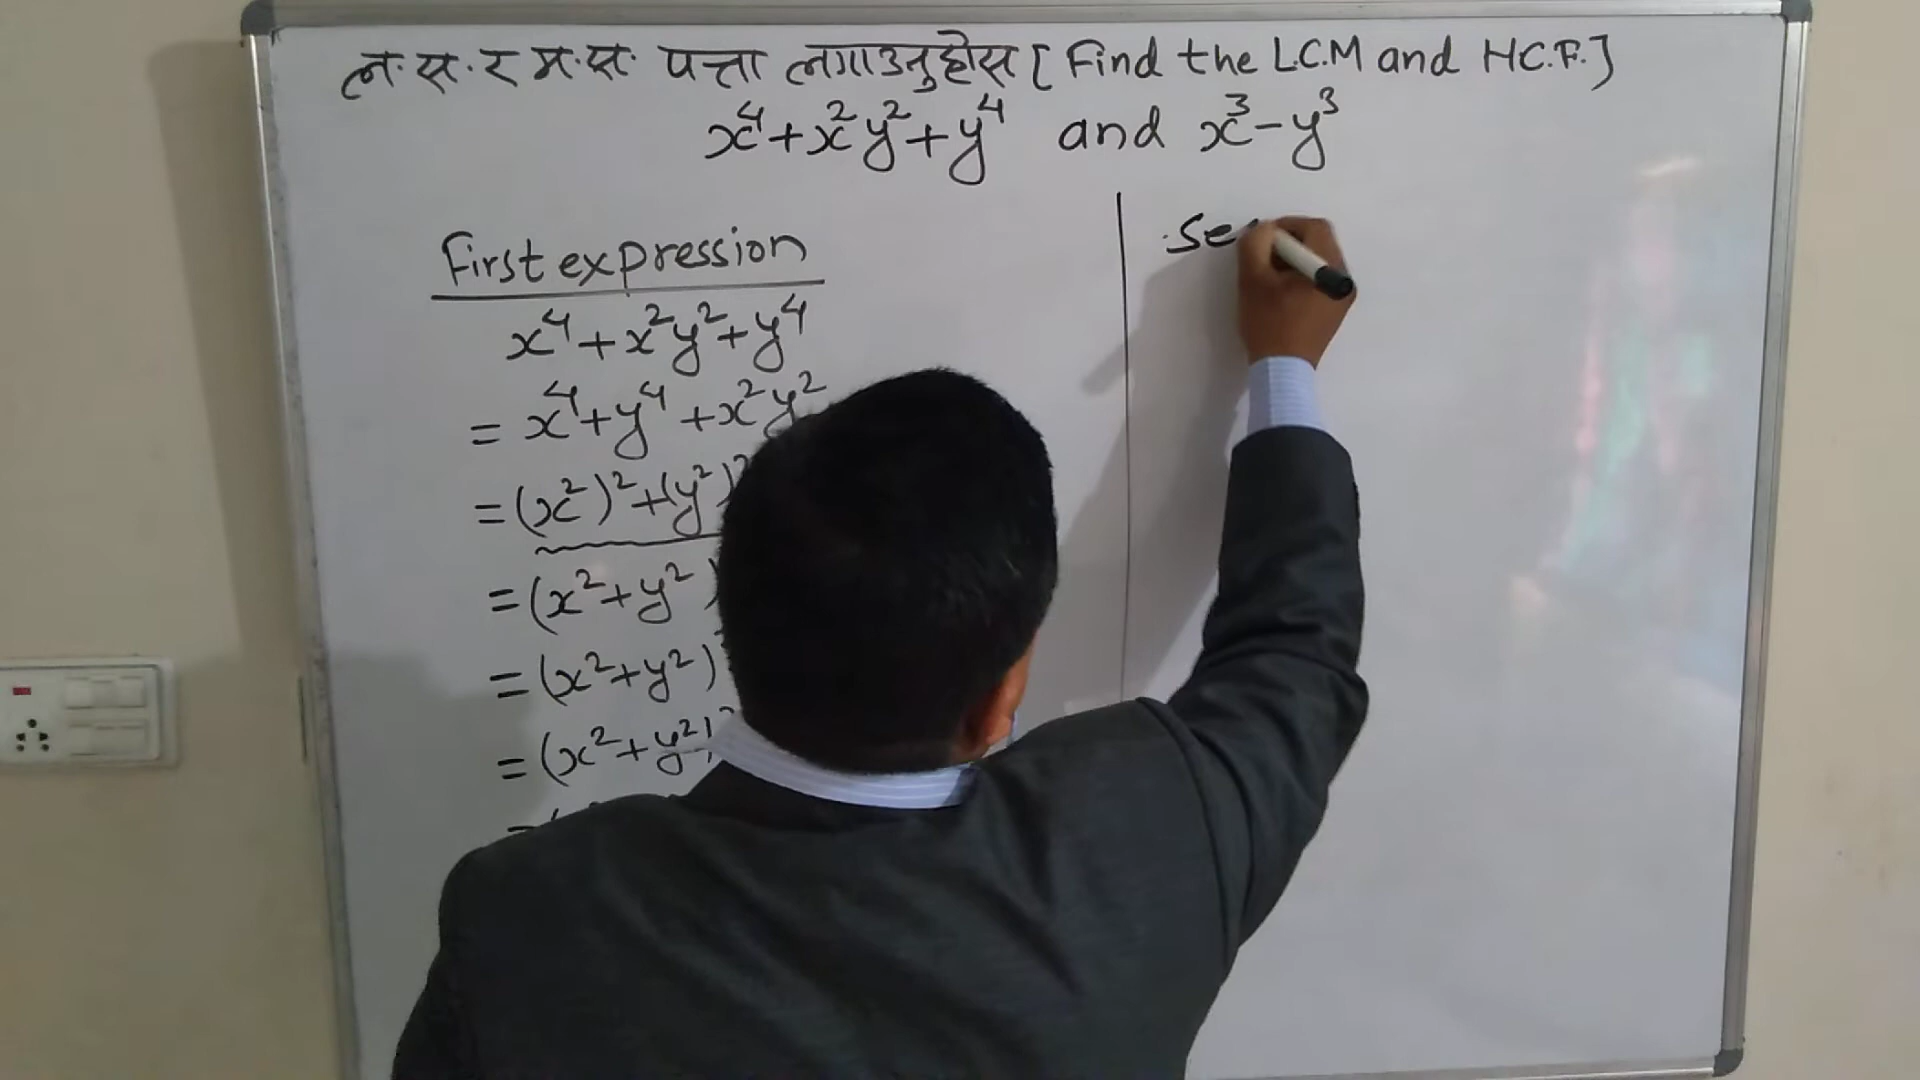 ल.स.र म.स. पत्ता लगाउनुहोस [Find the L.C.M and H.C.F.]
x⁴+x²y²+y⁴ and x³-y³
First expression
x⁴+x²y²+y⁴
= x⁴+y⁴+x²y²
=(x²)²+(y²)
=(x²+y²
=(x²+y²)
=(x²+y²)²
Se